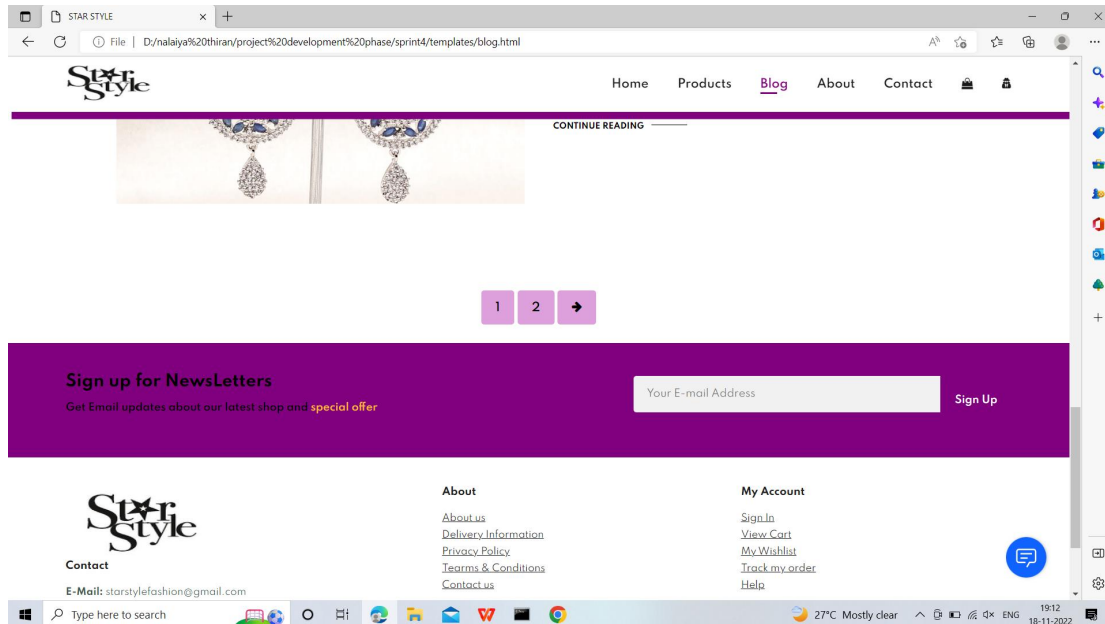 STAR STYLE
File D:/nalaiya%20thiran/project%20development%20phase/sprint4/templates/blog.html
Star Style
Home Products Blog About Contact
CONTINUE READING
1 2
Sign up for NewsLetters
Get Email updates about our latest shop and special offer
Your E-mail Address
Sign Up
Star Style
Contact
E-Mail: starstylefashion@gmail.com
About
About us
Delivery Information
Privacy Policy
Tearms & Conditions
Contact us
My Account
Sign In
View Cart
My Wishlist
Track my order
Help
Type here to search
27°C Mostly clear
ENG
19:12
18-11-2022